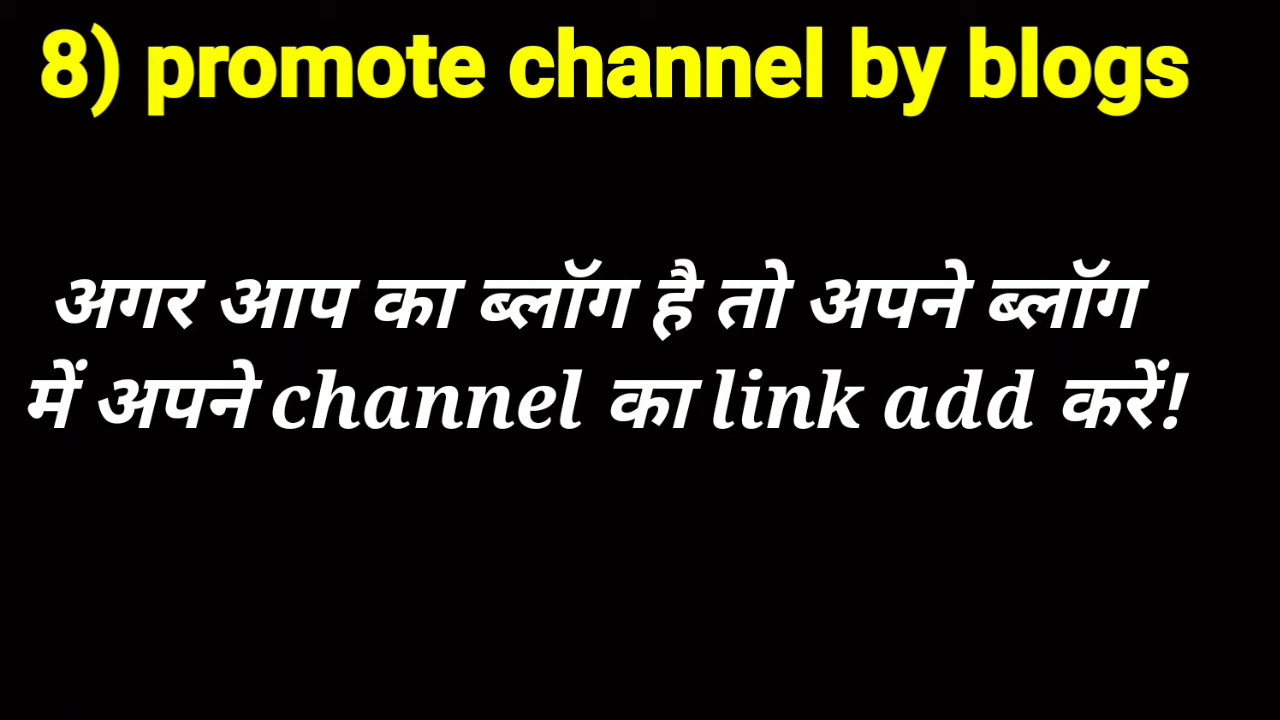 8) promote channel by blogs
अगर आप का ब्लॉग है तो अपने ब्लॉग
में अपने channel का link add करें!